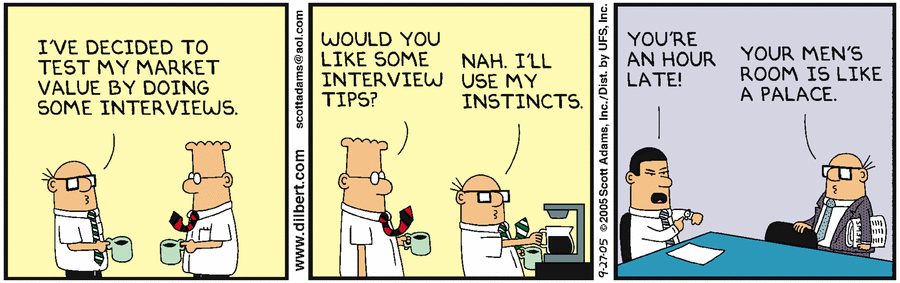 I'VE DECIDED TO
TEST MY MARKET
VALUE BY DOING
SOME INTERVIEWS.
www.dilbert.com scottadams@aol.com
WOULD YOU
LIKE SOME
INTERVIEW
TIPS?
NAH. I'LL
USE MY
INSTINCTS.
9-27-05 ©2005 Scott Adams, Inc./Dist. by UFS, Inc.
YOU'RE
AN HOUR
LATE!
YOUR MEN'S
ROOM IS LIKE
A PALACE.